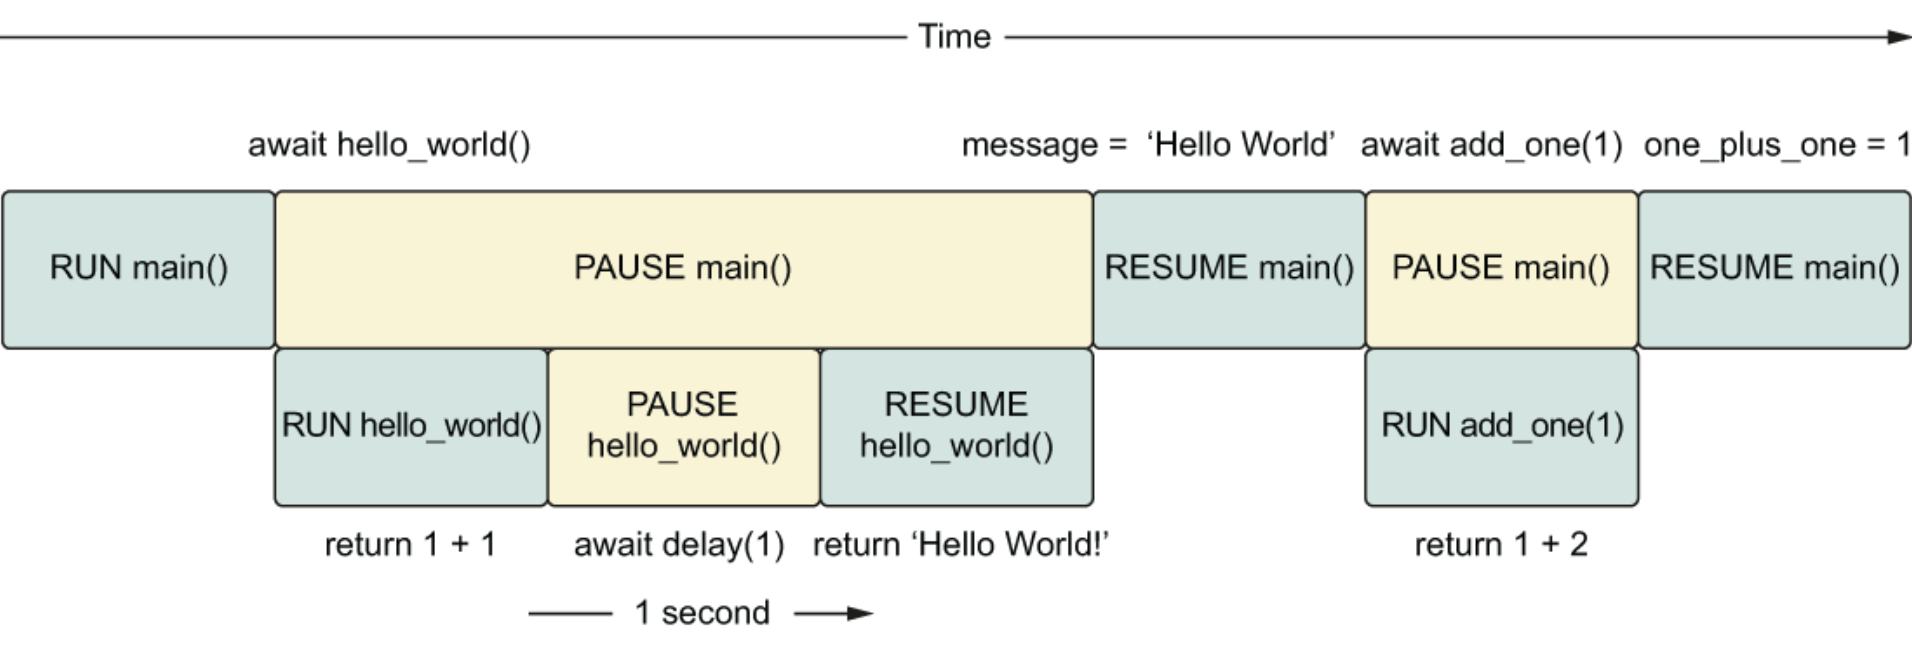 Time
await hello_world()
message = ‘Hello World’
await add_one(1)
one_plus_one = 1
RUN main()
PAUSE main()
RESUME main()
PAUSE main()
RESUME main()
RUN hello_world()
PAUSE
hello_world()
RESUME
hello_world()
RUN add_one(1)
return 1 + 1
await delay(1)
return ‘Hello World!’
return 1 + 2
1 second